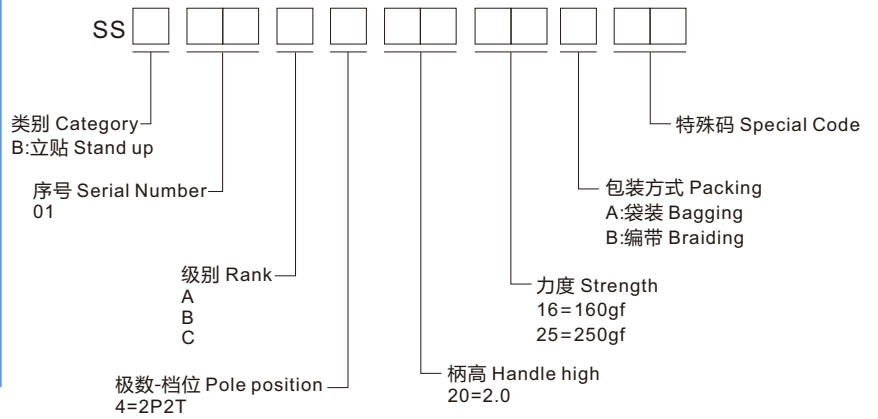 SS
类别 Category
B:立贴 Stand up
序号 Serial Number
01
级别 Rank
A
B
C
极数-档位 Pole position
4=2P2T
柄高 Handle high
20=2.0
力度 Strength
16=160gf
25=250gf
包装方式 Packing
A:袋装 Bagging
B:编带 Braiding
特殊码 Special Code